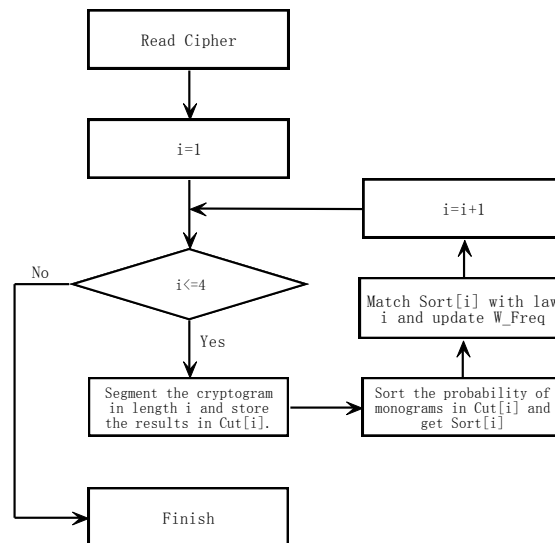 Read Cipher
i=1
i=i+1
No
i<=4
Match Sort[i] with law
i and update W_Freq
Yes
Segment the cryptogram
in length i and store
the results in Cut[i].
Sort the probability of
monograms in Cut[i] and
get Sort[i]
Finish